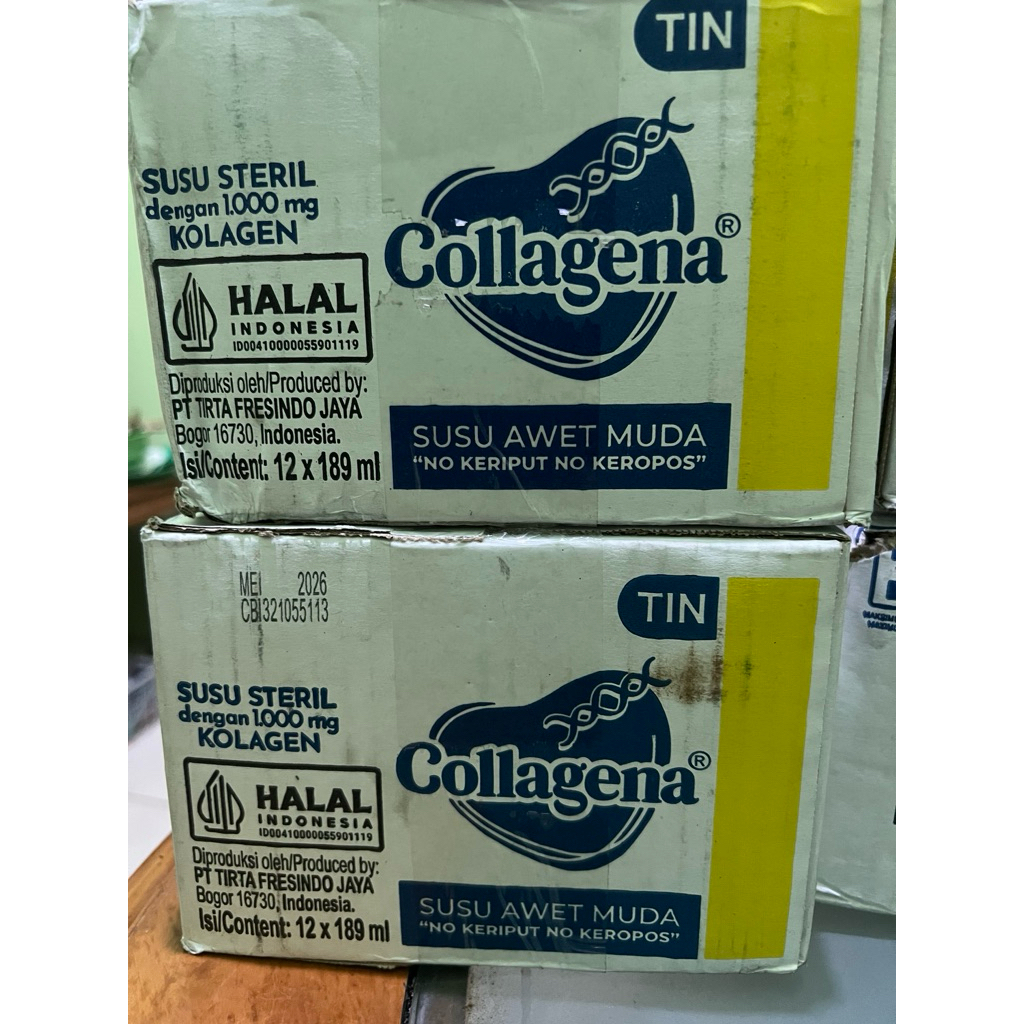 TIN
SUSU STERIL
dengan 1.000 mg
KOLAGEN
Collagena®
HALAL
INDONESIA
ID00410000055901119
Diproduksi oleh/Produced by:
PT TIRTA FRESINDO JAYA
Bogor 16730, Indonesia.
Isi/Content: 12 x 189 ml
SUSU AWET MUDA
"NO KERIPUT NO KEROPOS"
MEI 2026
CBI321055113
TIN
SUSU STERIL
dengan 1.000 mg
KOLAGEN
Collagena®
HALAL
INDONESIA
ID00410000055901119
Diproduksi oleh/Produced by:
PT TIRTA FRESINDO JAYA
Bogor 16730, Indonesia.
Isi/Content: 12 x 189 ml
SUSU AWET MUDA
"NO KERIPUT NO KEROPOS"